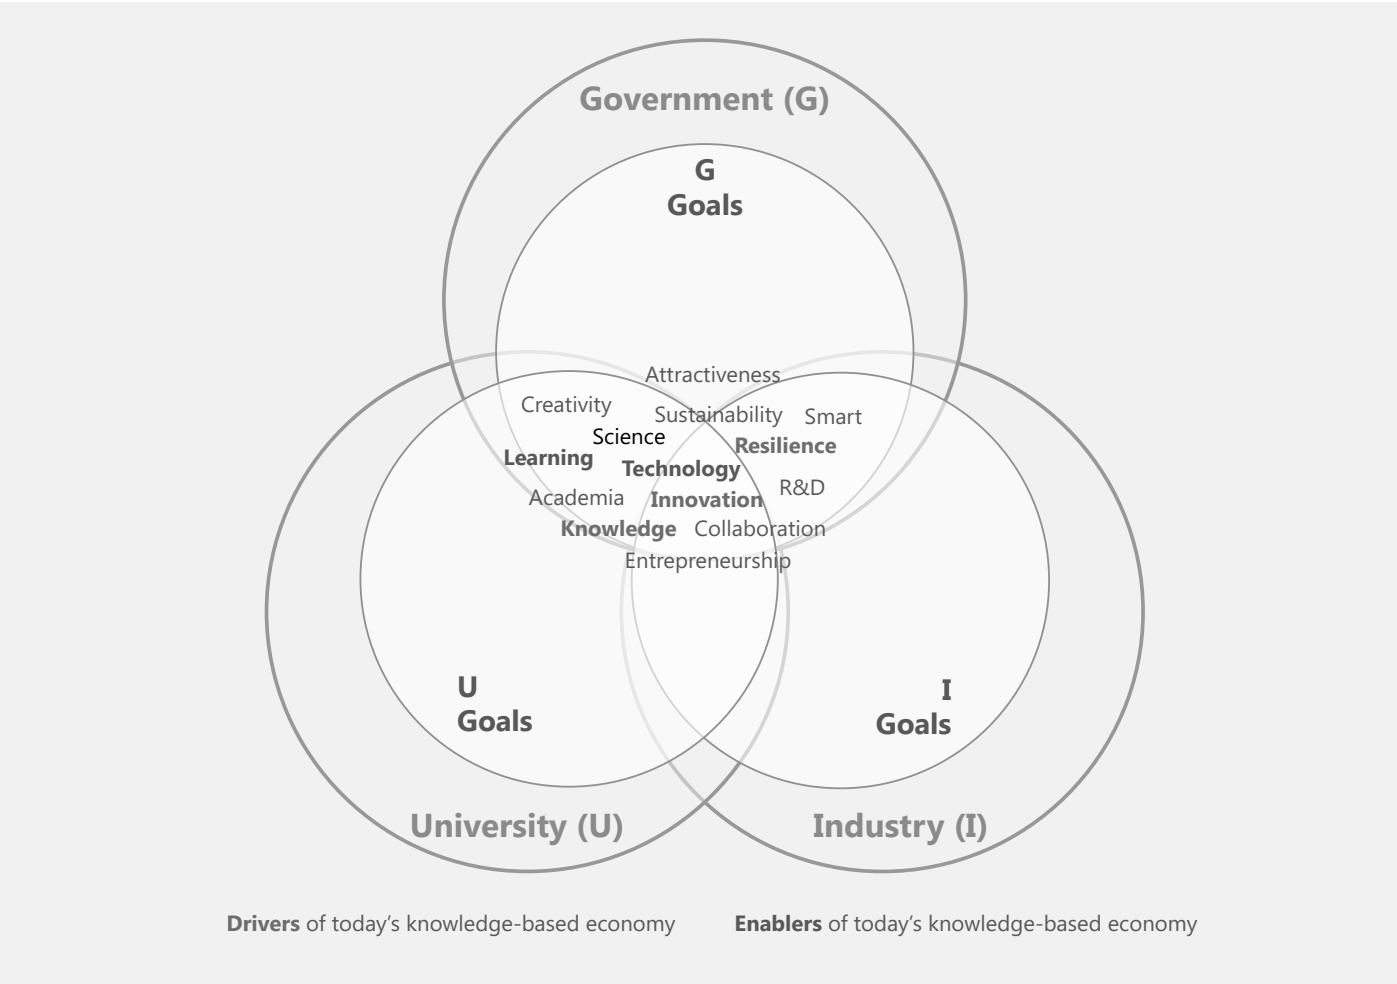 Government (G)
G
Goals
Attractiveness
Creativity
Sustainability
Smart
Science
Resilience
Learning
Technology
R&D
Academia
Innovation
Knowledge
Collaboration
Entrepreneurship
U
Goals
I
Goals
University (U)
Industry (I)
Drivers of today’s knowledge-based economy
Enablers of today’s knowledge-based economy